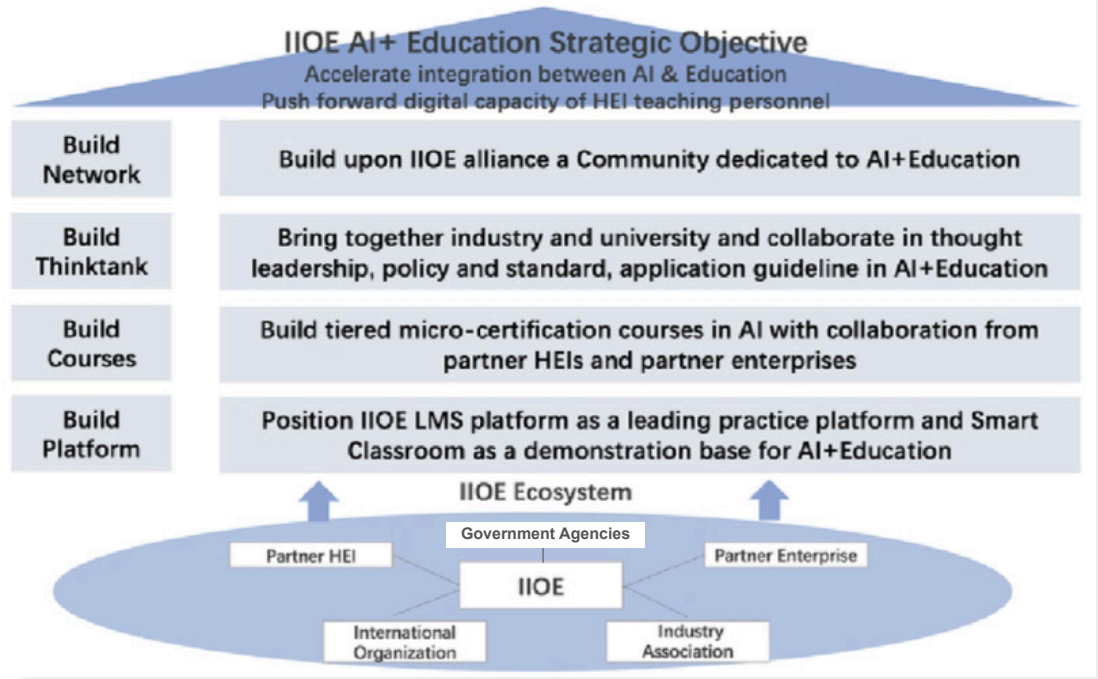 IIOE AI+ Education Strategic Objective
Accelerate integration between AI & Education
Push forward digital capacity of HEI teaching personnel
Build
Network
Build upon IIOE alliance a Community dedicated to AI+Education
Build
Thinktank
Bring together industry and university and collaborate in thought
leadership, policy and standard, application guideline in AI+Education
Build
Courses
Build tiered micro-certification courses in AI with collaboration from
partner HEIs and partner enterprises
Build
Platform
Position IIOE LMS platform as a leading practice platform and Smart
Classroom as a demonstration base for AI+Education
IIOE Ecosystem
Government Agencies
Partner HEI
Partner Enterprise
IIOE
International
Organization
Industry
Association